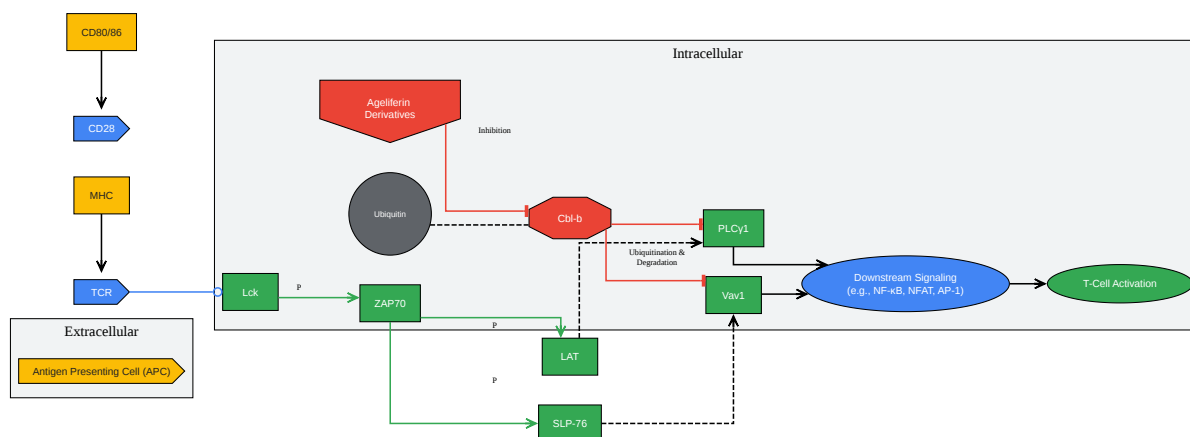 CD80/86
Intracellular
Ageliferin
Derivatives
Inhibition
CD28
MHC
Ubiquitin
Cbl-b
PLCγ1
Ubiquitination &
Degradation
Downstream Signaling
(e.g., NF-κB, NFAT, AP-1)
T-Cell Activation
TCR
Lck
P
ZAP70
Vav1
P
Extracellular
LAT
Antigen Presenting Cell (APC)
P
SLP-76